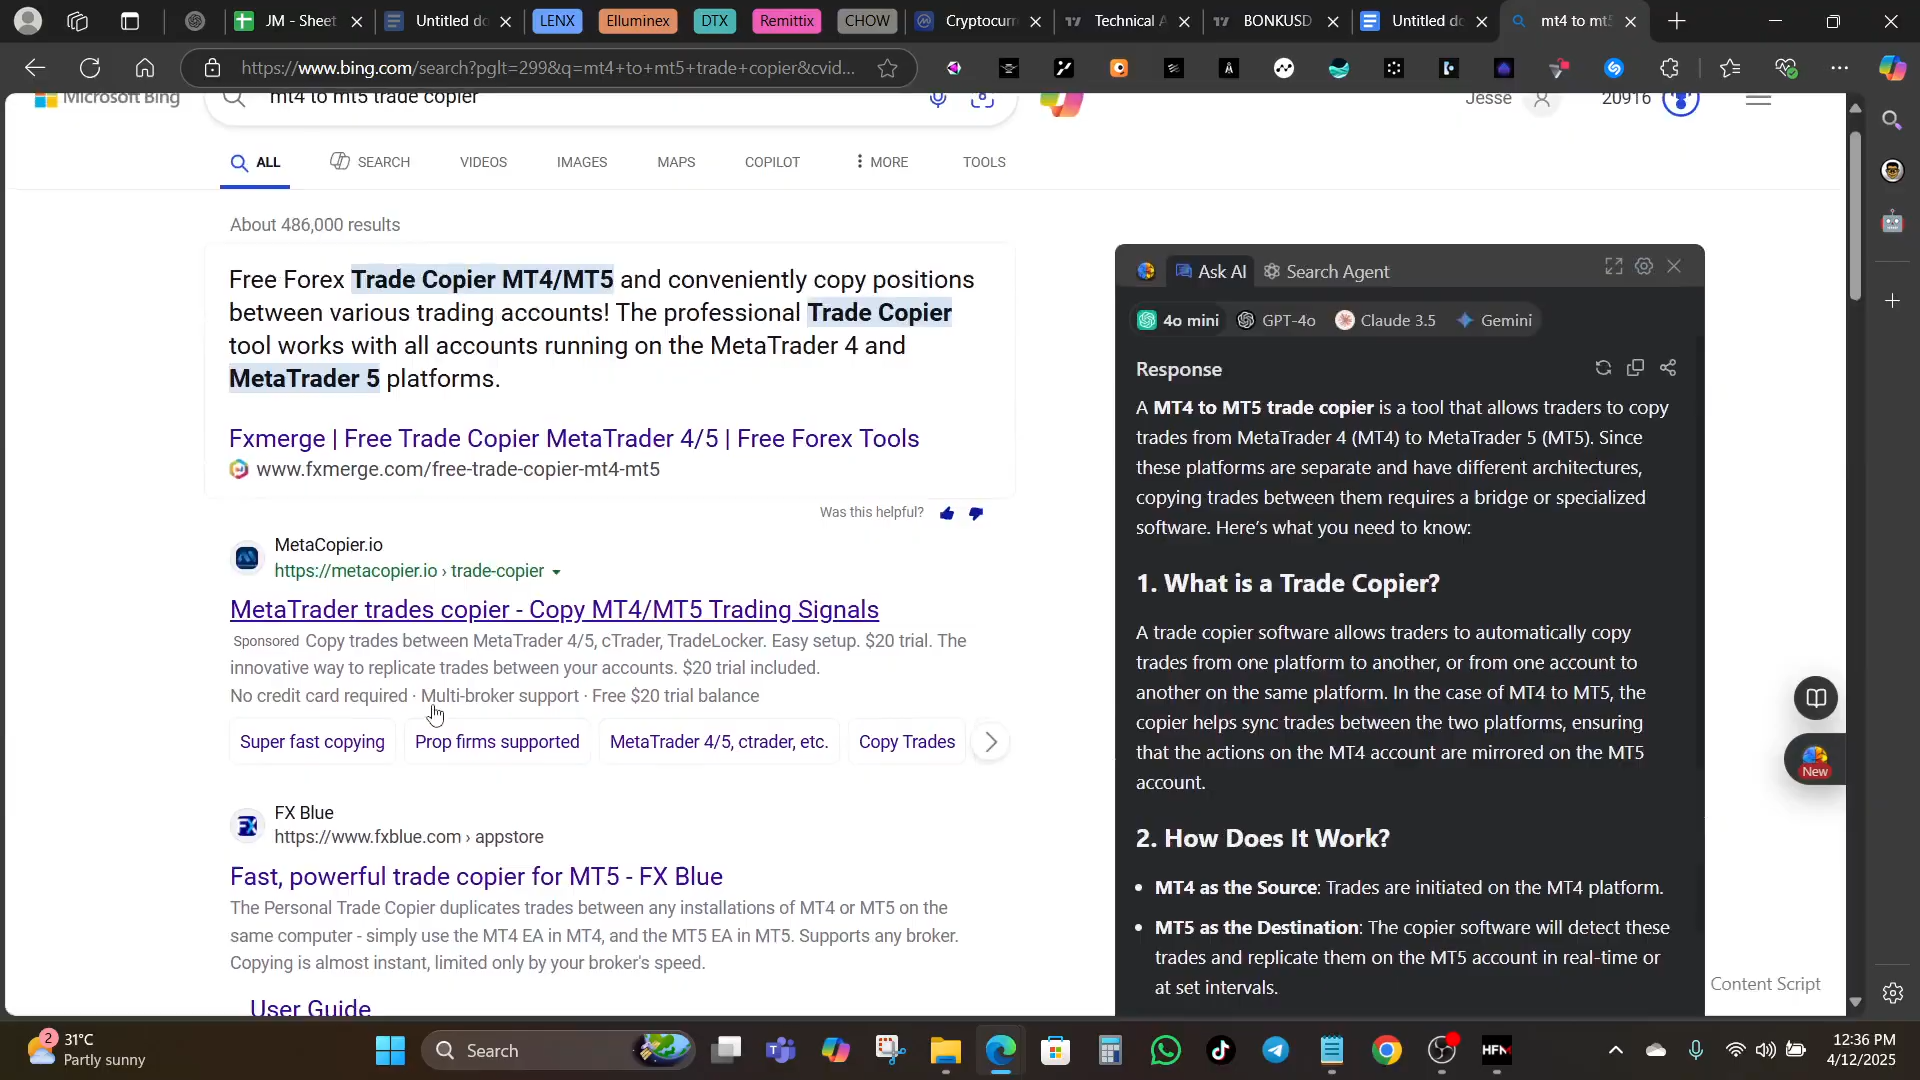 JM - Sheet
Untitled do
LENX
Elluminex
DTX
Remittix
CHOW
Cryptocurr
Technical A
BONKUSD
Untitled do
mt4 to mt5
https://www.bing.com/search?pglt=299&q=mt4+to+mt5+trade+copier&cvid...
Microsoft Bing
mt4 to mt5 trade copier
Jesse
20916
ALL
SEARCH
VIDEOS
IMAGES
MAPS
COPILOT
MORE
TOOLS
About 486,000 results
Free Forex Trade Copier MT4/MT5 and conveniently copy positions
between various trading accounts! The professional Trade Copier
tool works with all accounts running on the MetaTrader 4 and
MetaTrader 5 platforms.
Fxmerge | Free Trade Copier MetaTrader 4/5 | Free Forex Tools
www.fxmerge.com/free-trade-copier-mt4-mt5
Was this helpful?
MetaCopier.io
https://metacopier.io › trade-copier
MetaTrader trades copier - Copy MT4/MT5 Trading Signals
Sponsored Copy trades between MetaTrader 4/5, cTrader, TradeLocker. Easy setup. $20 trial. The
innovative way to replicate trades between your accounts. $20 trial included.
No credit card required · Multi-broker support · Free $20 trial balance
Super fast copying
Prop firms supported
MetaTrader 4/5, ctrader, etc.
Copy Trades
FX Blue
https://www.fxblue.com › appstore
Fast, powerful trade copier for MT5 - FX Blue
The Personal Trade Copier duplicates trades between any installations of MT4 or MT5 on the
same computer - simply use the MT4 EA in MT4, and the MT5 EA in MT5. Supports any broker.
Copying is almost instant, limited only by your broker's speed.
User Guide
Ask AI
Search Agent
4o mini
GPT-4o
Claude 3.5
Gemini
Response
A MT4 to MT5 trade copier is a tool that allows traders to copy
trades from MetaTrader 4 (MT4) to MetaTrader 5 (MT5). Since
these platforms are separate and have different architectures,
copying trades between them requires a bridge or specialized
software. Here's what you need to know:
1. What is a Trade Copier?
A trade copier software allows traders to automatically copy
trades from one platform to another, or from one account to
another on the same platform. In the case of MT4 to MT5, the
copier helps sync trades between the two platforms, ensuring
that the actions on the MT4 account are mirrored on the MT5
account.
2. How Does It Work?
• MT4 as the Source: Trades are initiated on the MT4 platform.
• MT5 as the Destination: The copier software will detect these
trades and replicate them on the MT5 account in real-time or
at set intervals.
New
Content Script
2
31°C
Partly sunny
Search
HFM
12:36 PM
4/12/2025